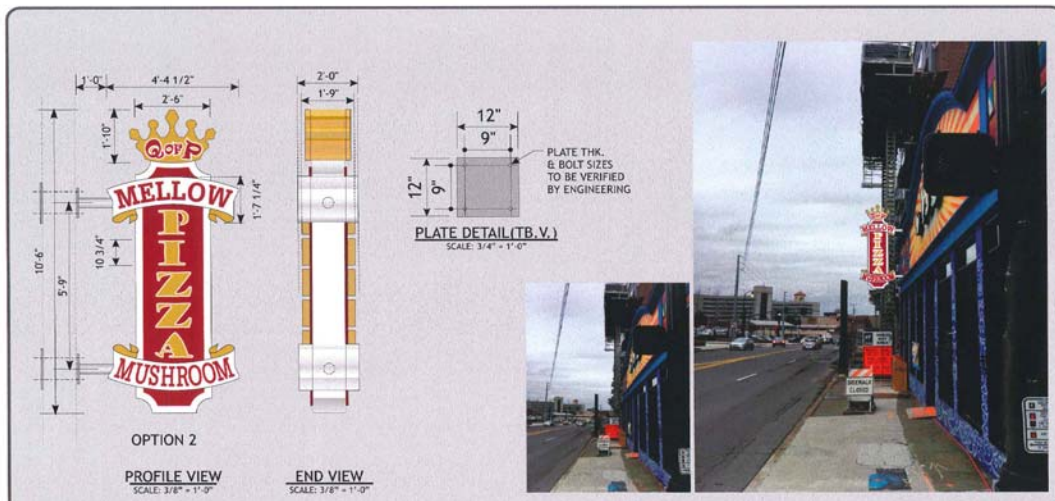 1'-0"
4'-4 1/2"
2'-6"
1'-10"
Q OF P
MELLOW
1'-7 1/4"
PIZZA
10 3/4"
10'-6"
5'-9"
MUSHROOM
OPTION 2
PROFILE VIEW
SCALE: 3/8" = 1'-0"
2'-0"
1'-9"
END VIEW
SCALE: 3/8" = 1'-0"
12"
9"
12"
9"
PLATE THK.
& BOLT SIZES
TO BE VERIFIED
BY ENGINEERING
PLATE DETAIL(TB.V.)
SCALE: 3/4" = 1'-0"
MELLOW
PIZZA
SIDEWALK
CLOSED